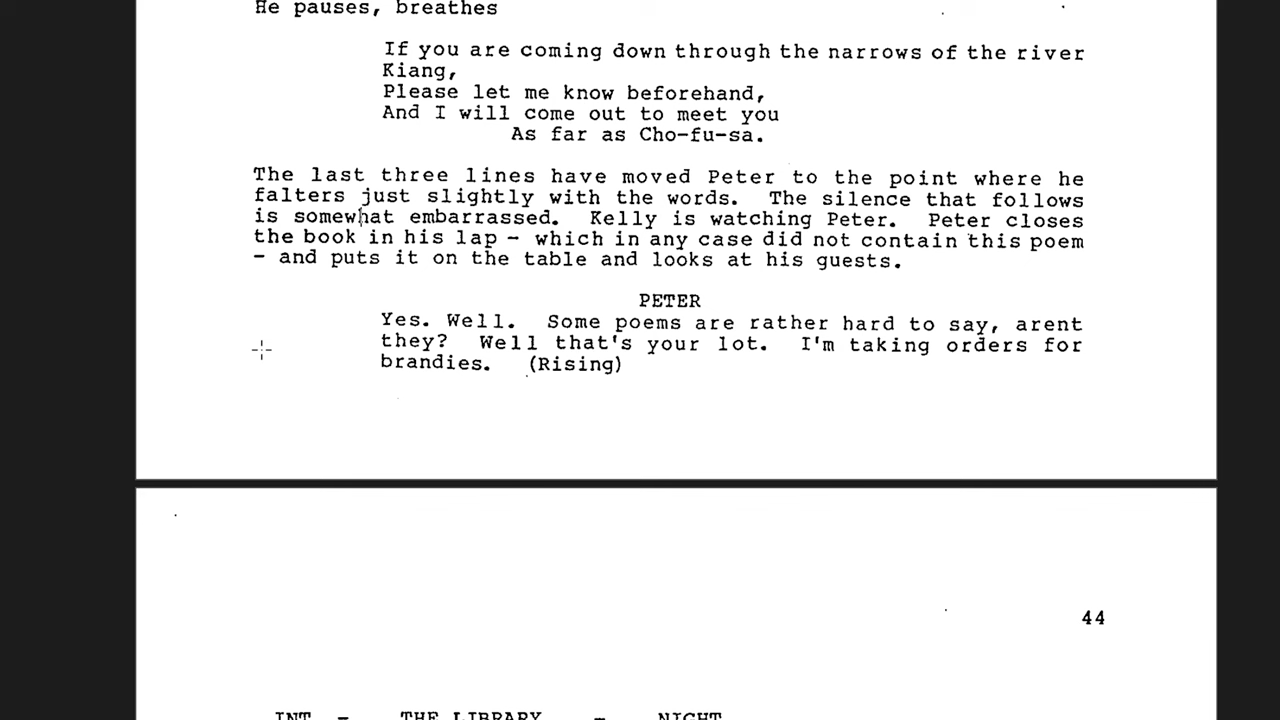 He pauses, breathes
If you are coming down through the narrows of the river
Kiang,
Please let me know beforehand,
And I will come out to meet you
As far as Cho-fu-sa.
The last three lines have moved Peter to the point where he
falters just slightly with the words. The silence that follows
is somewhat embarrassed. Kelly is watching Peter. Peter closes
the book in his lap - which in any case did not contain this poem
- and puts it on the table and looks at his guests.
PETER
Yes. Well. Some poems are rather hard to say, arent
they? Well that's your lot. I'm taking orders for
brandies. (Rising)
44
INT - THE LIBRARY - NIGHT